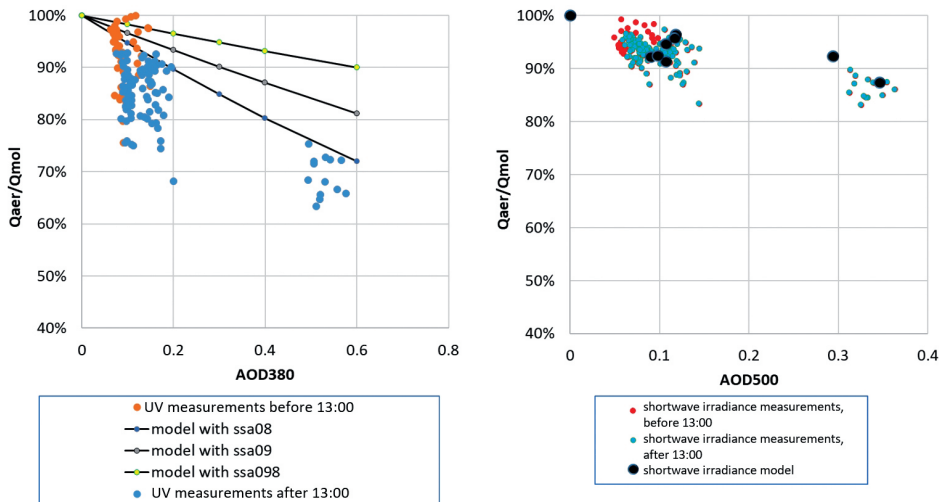 100%
90%
80%
70%
60%
50%
40%
Qaer/Qmol
0
0.2
0.4
0.6
0.8
AOD380
UV measurements before 13:00
model with ssa08
model with ssa09
model with ssa098
UV measurements after 13:00
100%
90%
80%
70%
60%
50%
40%
Qaer/Qmol
0
0.1
0.2
0.3
0.4
AOD500
shortwave irradiance measurements,
before 13:00
shortwave irradiance measurements,
after 13:00
shortwave irradiance model